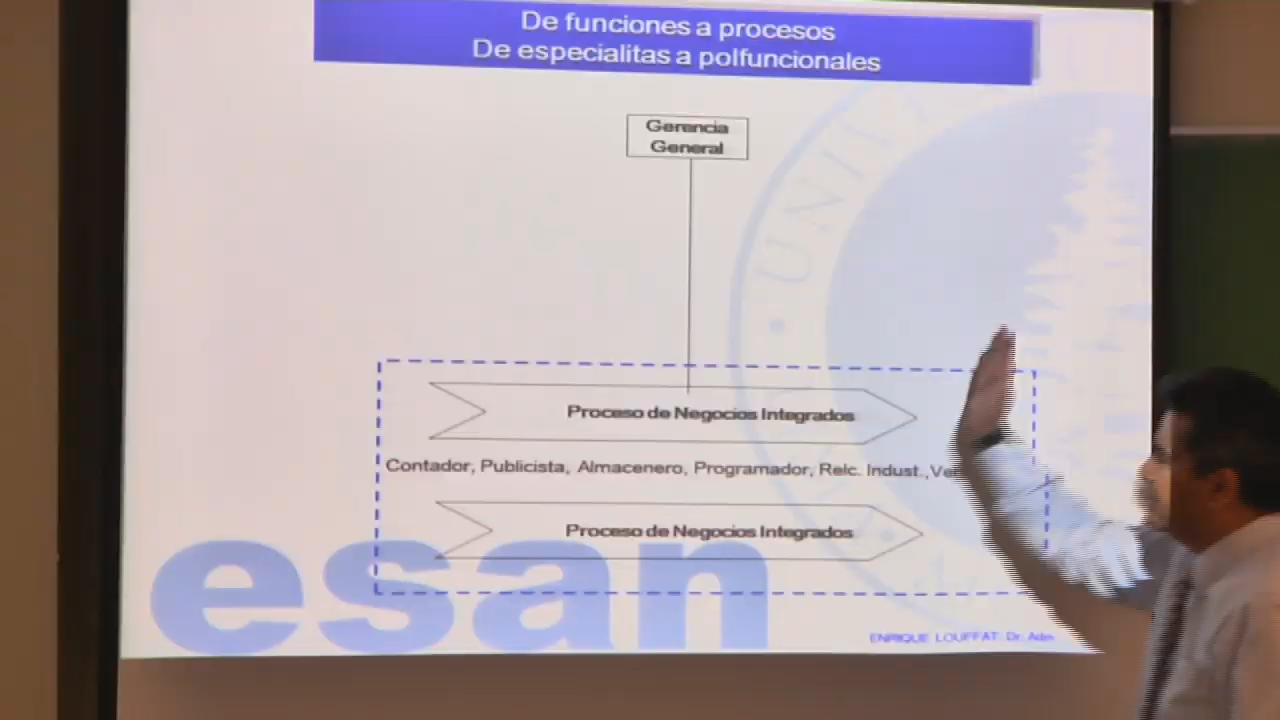 De funciones a procesos
De especialitas a polfuncionales
Gerencia
General
Proceso de Negocios Integrados
Contador, Publicista, Almacenero, Programador, Relc. Indust.,Ve
Proceso de Negocios Integrados
esan
ENRIQUE LOUFFAT Dr. Adm